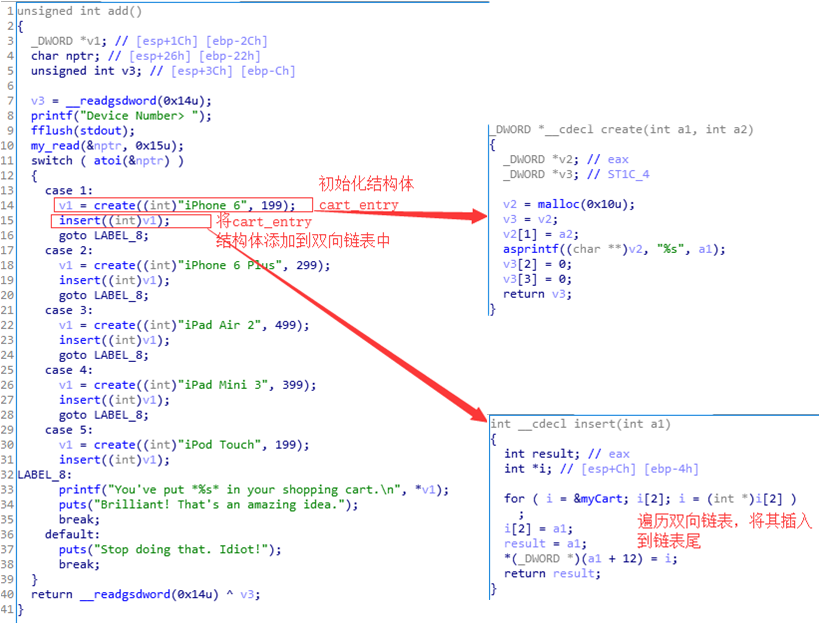 1 unsigned int add()
2 {
3   _DWORD *v1; // [esp+1Ch] [ebp-2Ch]
4   char nptr; // [esp+26h] [ebp-22h]
5   unsigned int v3; // [esp+3Ch] [ebp-Ch]
6
7   v3 = __readgsdword(0x14u);
8   printf("Device Number> ");
9   fflush(stdout);
10   my_read(&nptr, 0x15u);
11   switch ( atoi(&nptr) )
12   {
13     case 1:
14       v1 = create((int)"iPhone 6", 199);
15       insert((int)v1);
16       goto LABEL_8;
17     case 2:
18       v1 = create((int)"iPhone 6 Plus", 299);
19       insert((int)v1);
20       goto LABEL_8;
21     case 3:
22       v1 = create((int)"iPad Air 2", 499);
23       insert((int)v1);
24       goto LABEL_8;
25     case 4:
26       v1 = create((int)"iPad Mini 3", 399);
27       insert((int)v1);
28       goto LABEL_8;
29     case 5:
30       v1 = create((int)"iPod Touch", 199);
31       insert((int)v1);
32 LABEL_8:
33       printf("You've put *%s* in your shopping cart.\n", *v1);
34       puts("Brilliant! That's an amazing idea.");
35       break;
36     default:
37       puts("Stop doing that. Idiot!");
38       break;
39   }
40   return __readgsdword(0x14u) ^ v3;
41 }
初始化结构体
cart_entry
将cart_entry
结构体添加到双向链表中
_DWORD *__cdecl create(int a1, int a2)
{
  _DWORD *v2; // eax
  _DWORD *v3; // ST1C_4

  v2 = malloc(0x10u);
  v3 = v2;
  v2[1] = a2;
  asprintf((char **)v2, "%s", a1);
  v3[2] = 0;
  v3[3] = 0;
  return v3;
}
int __cdecl insert(int a1)
{
  int result; // eax
  int *i; // [esp+Ch] [ebp-4h]

  for ( i = &myCart; i[2]; i = (int *)i[2] )
    ;
  i[2] = a1;
  result = a1;
  *(_DWORD *)(a1 + 12) = i;
  return result;
}
遍历双向链表，将其插入
到链表尾